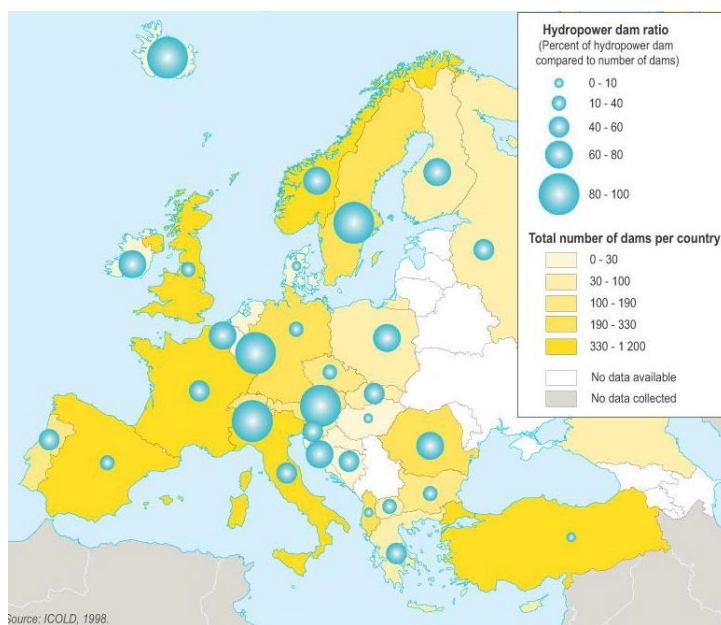 Hydropower dam ratio
(Percent of hydropower dam
compared to number of dams)
0 - 10
10 - 40
40 - 60
60 - 80
80 - 100
Total number of dams per country
0 - 30
30 - 100
100 - 190
190 - 330
330 - 1 200
No data available
No data collected
Source: ICOLD, 1998.